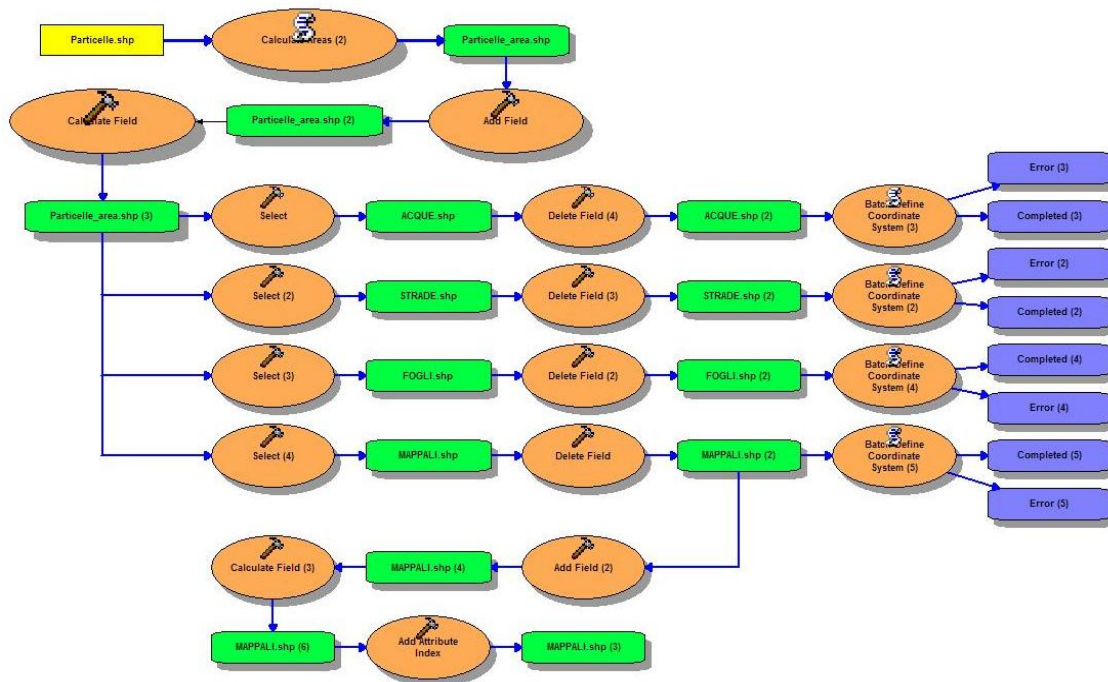 Particelle.shp
Calculate Areas (2)
Particelle_area.shp
Calculate Field
Particelle_area.shp (2)
Add Field
Particelle_area.shp (3)
Select
ACQUE.shp
Delete Field (4)
ACQUE.shp (2)
Batch Define
Coordinate
System (3)
Error (3)
Completed (3)
Select (2)
STRADE.shp
Delete Field (3)
STRADE.shp (2)
Batch Define
Coordinate
System (2)
Error (2)
Completed (2)
Select (3)
FOGLI.shp
Delete Field (2)
FOGLI.shp (2)
Batch Define
Coordinate
System (4)
Completed (4)
Error (4)
Select (4)
MAPPALI.shp
Delete Field
MAPPALI.shp (2)
Batch Define
Coordinate
System (5)
Completed (5)
Error (5)
Calculate Field (3)
MAPPALI.shp (4)
Add Field (2)
MAPPALI.shp (6)
Add Attribute
Index
MAPPALI.shp (3)